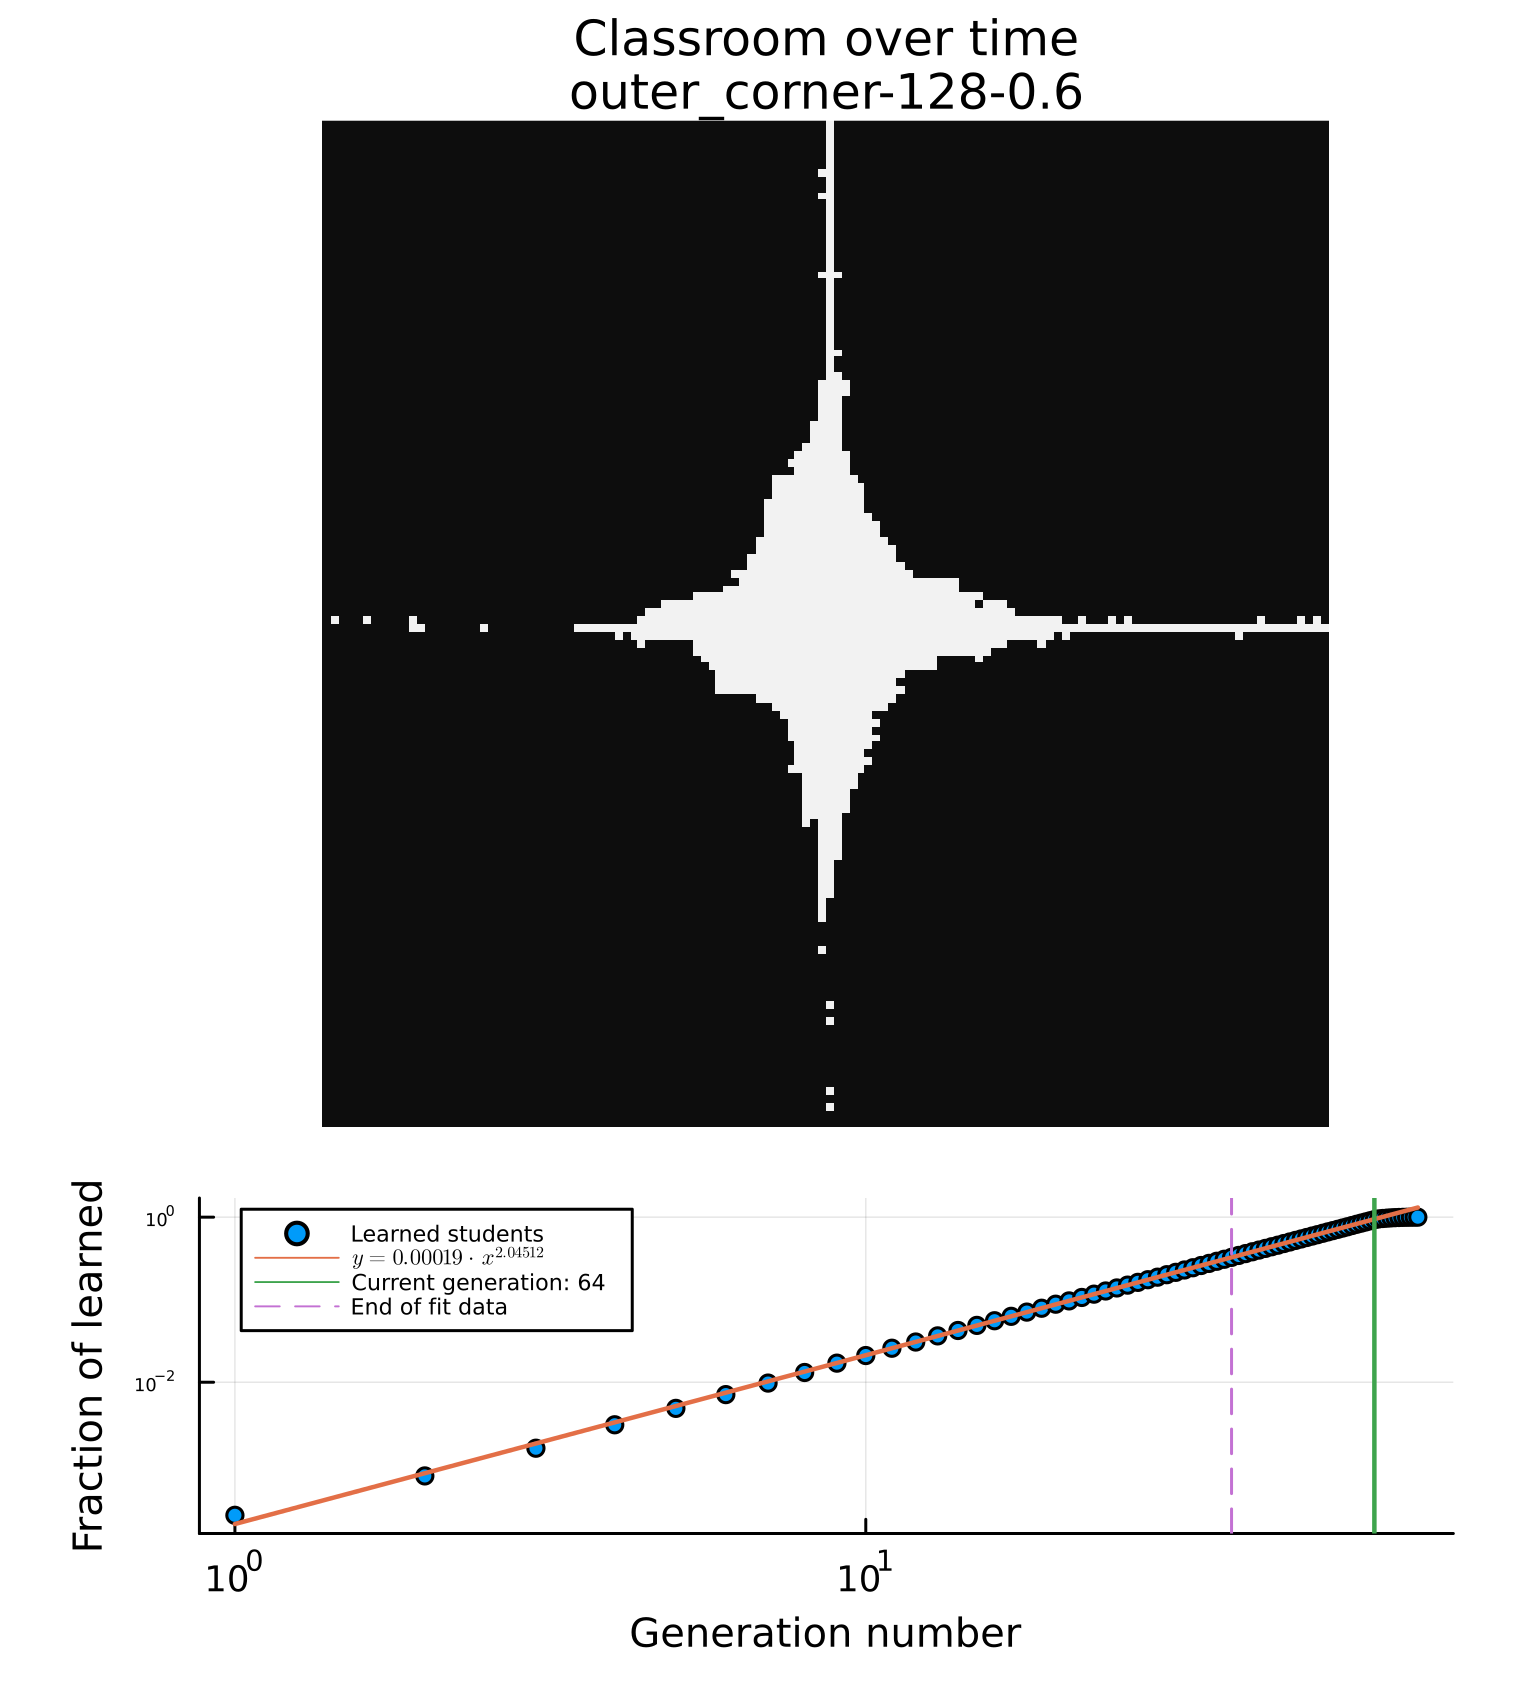 Classroom over time
outer_corner-128-0.6
Fraction of learned
10^0
10^-2
Learned students
y = 0.00019 · x^2.04512
Current generation: 64
End of fit data
10^0
10^1
Generation number